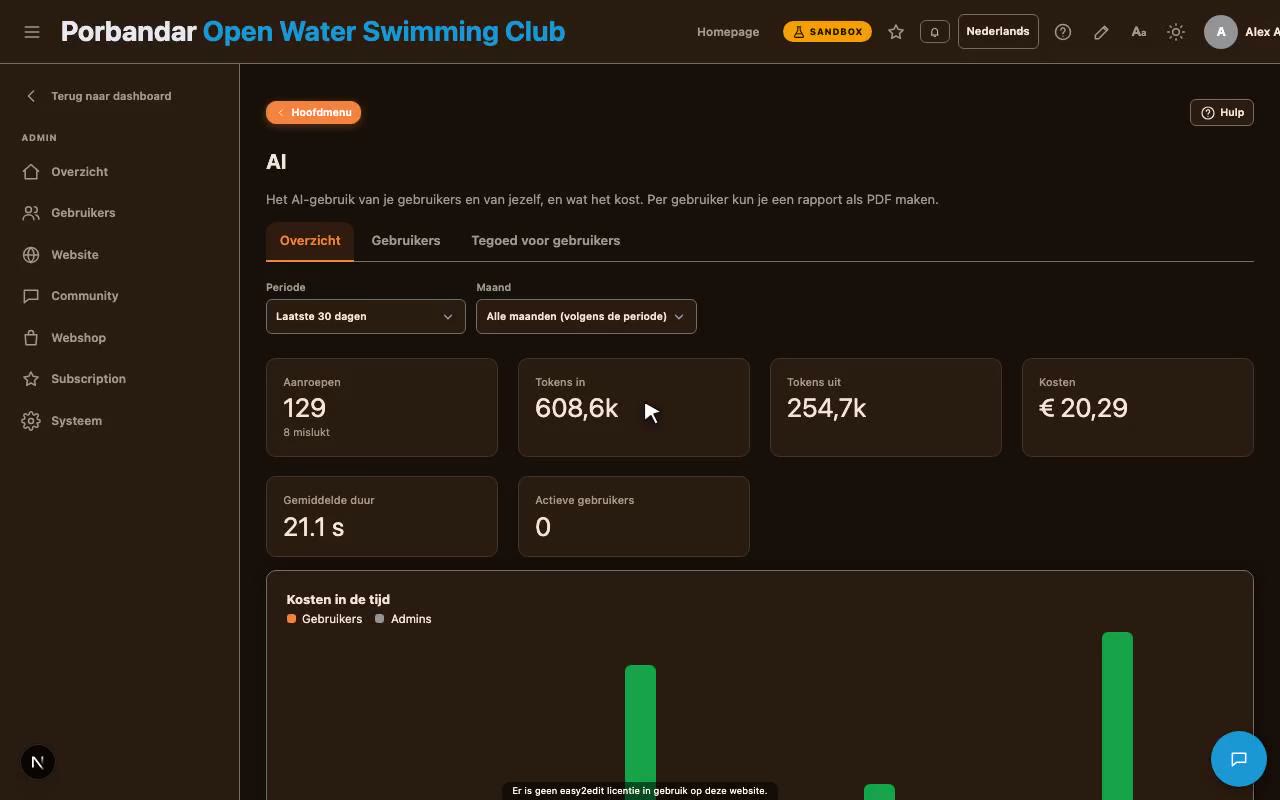 Porbandar Open Water Swimming Club
Homepage
SANDBOX
Nederlands
Aa
A
Alex A
Terug naar dashboard
ADMIN
Overzicht
Gebruikers
Website
Community
Webshop
Subscription
Systeem
Hoofdmenu
Hulp
AI
Het AI-gebruik van je gebruikers en van jezelf, en wat het kost. Per gebruiker kun je een rapport als PDF maken.
Overzicht
Gebruikers
Tegoed voor gebruikers
Periode
Maand
Laatste 30 dagen
Alle maanden (volgens de periode)
Aanroepen
129
8 mislukt
Tokens in
608,6k
Tokens uit
254,7k
Kosten
€ 20,29
Gemiddelde duur
21.1 s
Actieve gebruikers
0
Kosten in de tijd
Gebruikers
Admins
N
Er is geen easy2edit licentie in gebruik op deze website.